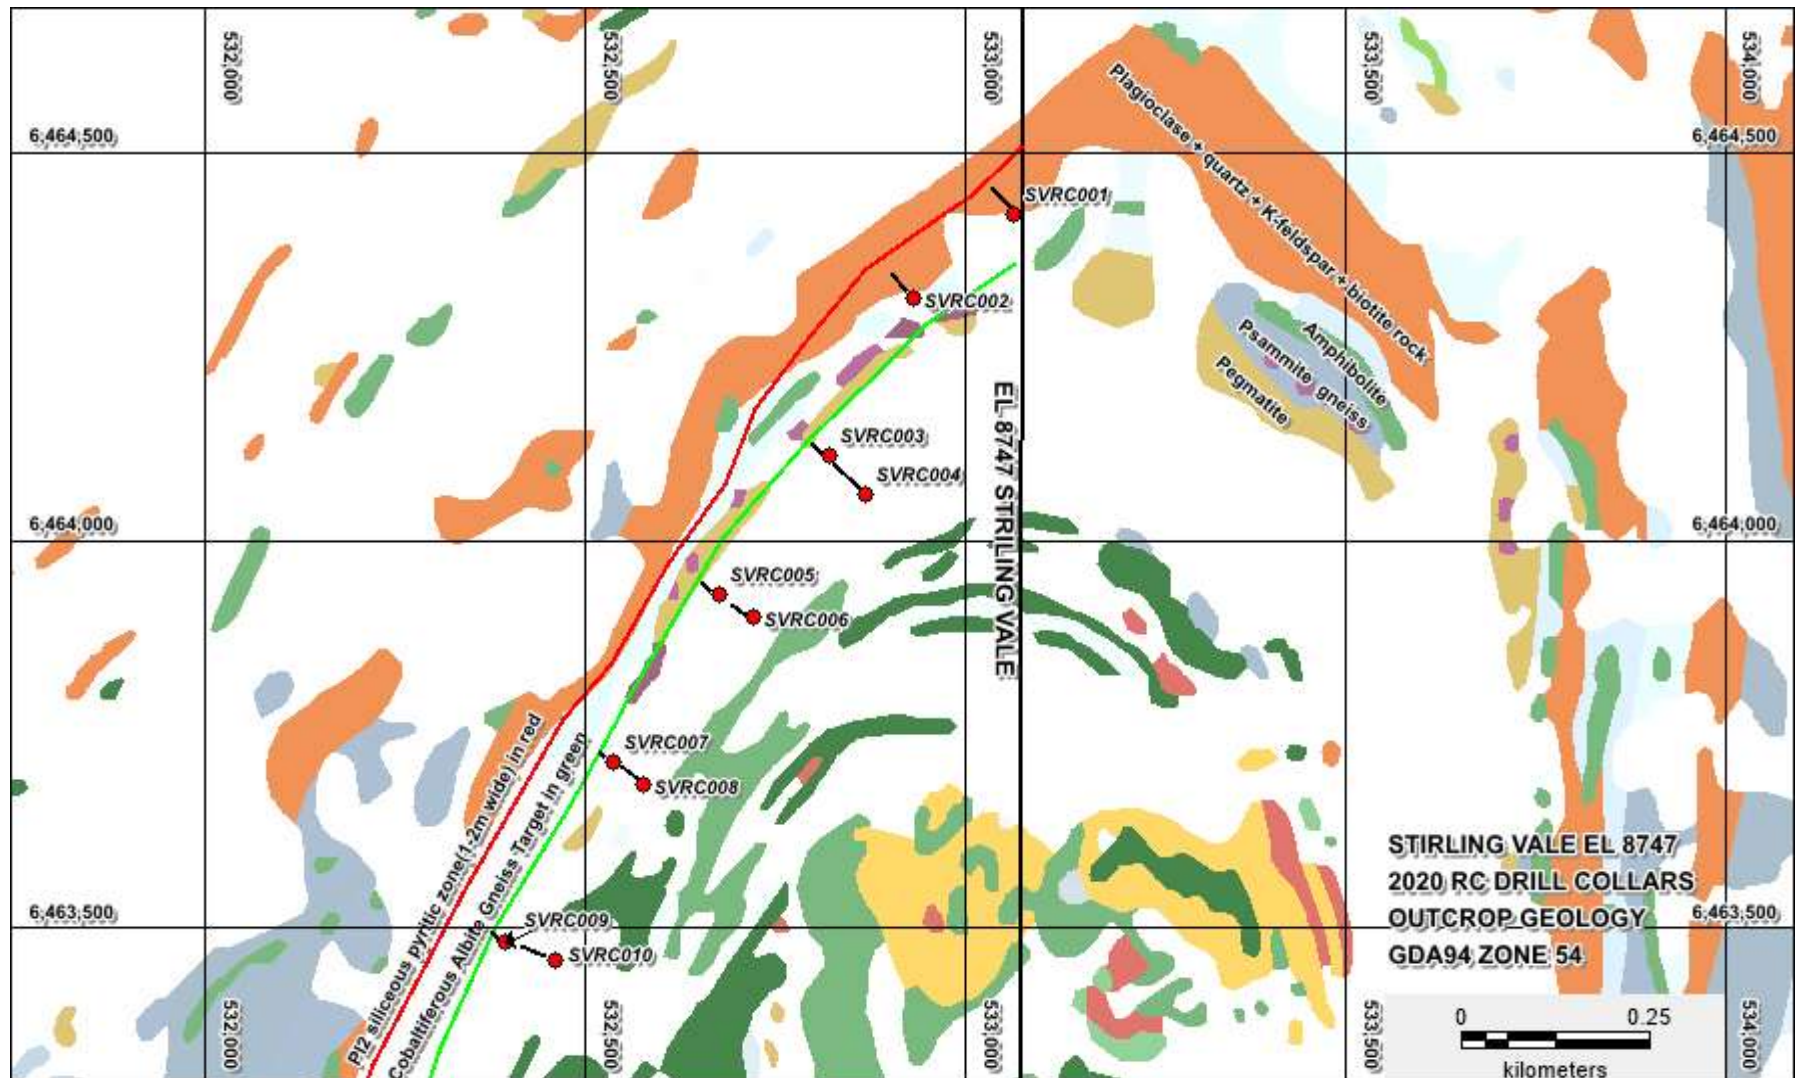 532,000
532,500
533,000
533,500
534,000
6,464,500
6,464,500
Plagioclase + quartz + K-feldspar + biotite rock
SVRC001
SVRC002
Amphibolite
Psammite gneiss
Pegmatite
EL 8747 STRILING VALE
SVRC003
SVRC004
6,464,000
6,464,000
SVRC005
SVRC006
SVRC007
SVRC008
PI2 siliceous pyritic zone(1-2m wide) in red
Cobaltiferous Albite Gneiss Target in green
6,463,500
6,463,500
SVRC009
SVRC010
STIRLING VALE EL 8747
2020 RC DRILL COLLARS
OUTCROP GEOLOGY
GDA94 ZONE 54
532,000
532,500
533,000
533,500
534,000
0 0.25
kilometers